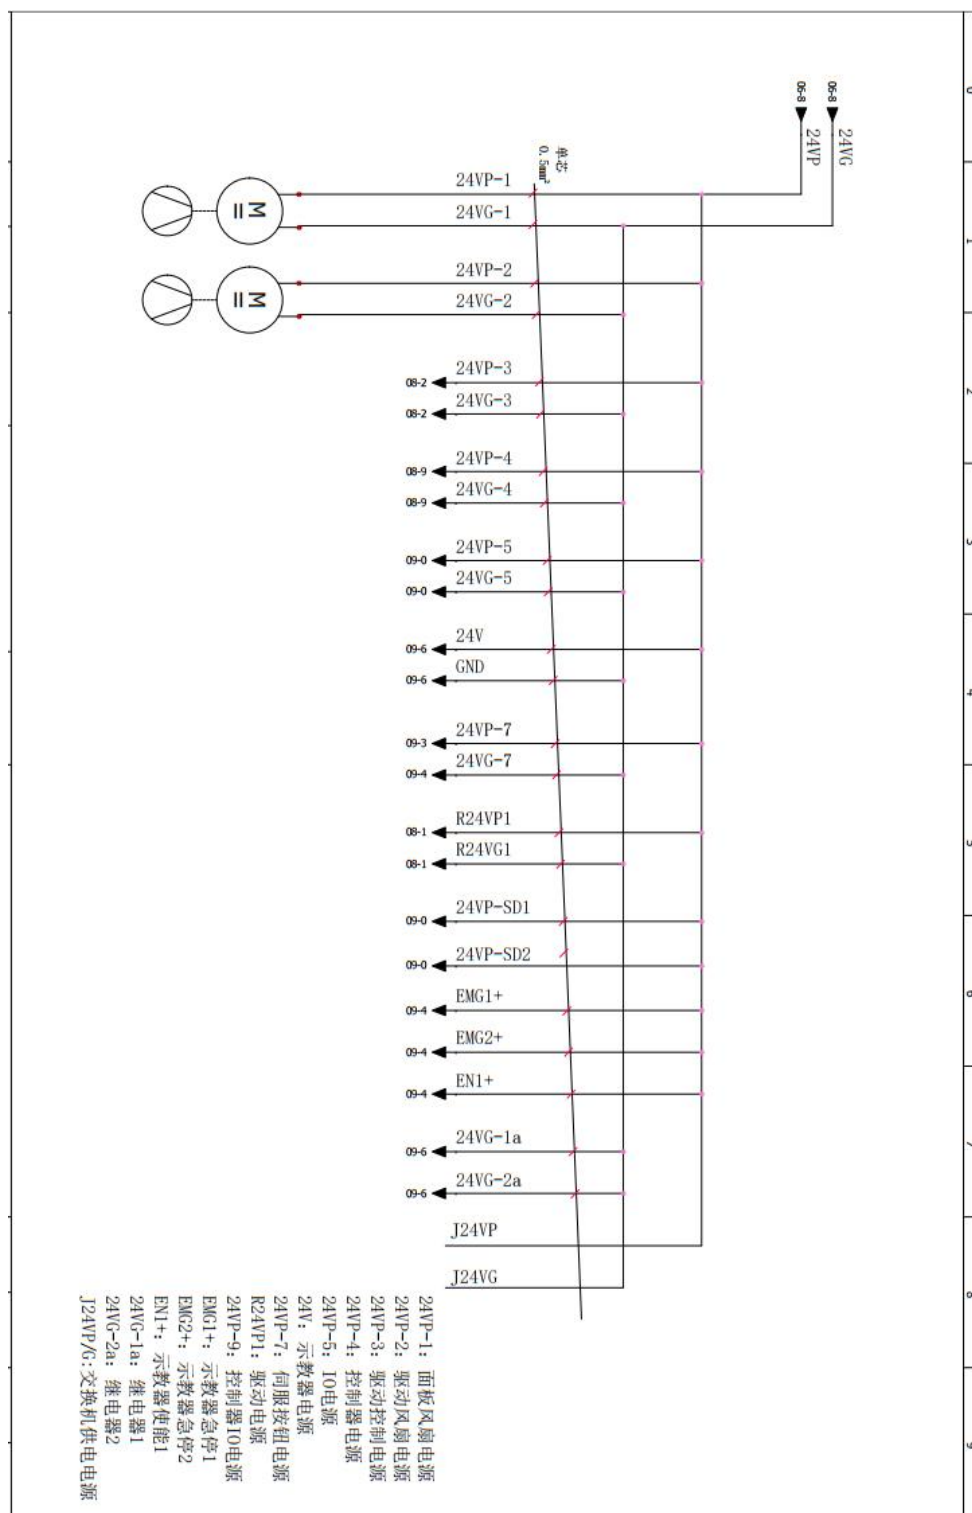 06-8
24VP
06-8
24VG
单芯
0.5mm²
24VP-1
24VG-1
M
=
24VP-2
24VG-2
M
=
24VP-3
08-2
24VG-3
08-2
24VP-4
08-9
24VG-4
08-9
24VP-5
09-0
24VG-5
09-0
24V
09-6
GND
09-6
24VP-7
09-3
24VG-7
09-4
R24VP1
08-1
R24VG1
08-1
24VP-SD1
09-0
24VP-SD2
09-0
EMG1+
09-4
EMG2+
09-4
EN1+
09-4
24VG-1a
09-6
24VG-2a
09-6
J24VP
J24VG
24VP-1: 面板风扇电源
24VP-2: 驱动风扇电源
24VP-3: 驱动控制电源
24VP-4: 控制器电源
24VP-5: IO电源
24V: 示教器电源
24VP-7: 伺服按钮电源
R24VP1: 驱动电源
24VP-9: 控制器IO电源
EMG1+: 示教器急停1
EMG2+: 示教器急停2
EN1+: 示教器使能1
24VG-1a: 继电器1
24VG-2a: 继电器2
J24VP/G:交换机供电电源
0
1
2
3
4
5
6
7
8
9